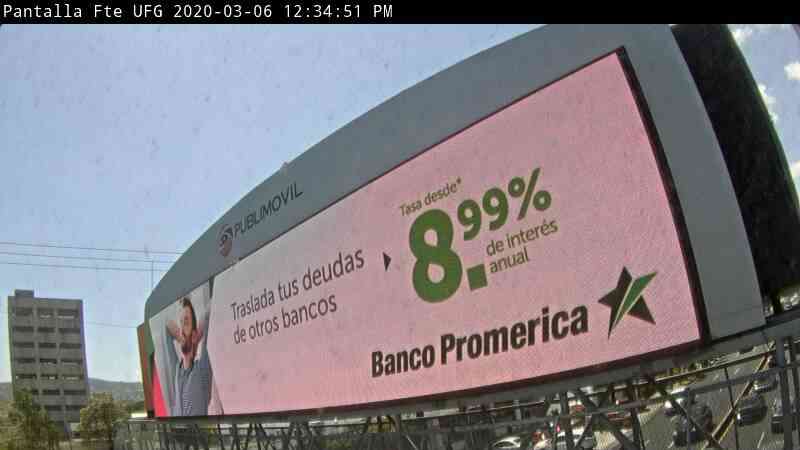 Pantalla Fte UFG 2020-03-06 12:34:51 PM
PUBLIMOVIL
Traslada tus deudas
de otros bancos
Tasa desde*
8.99%
de interés
anual
Banco Promerica